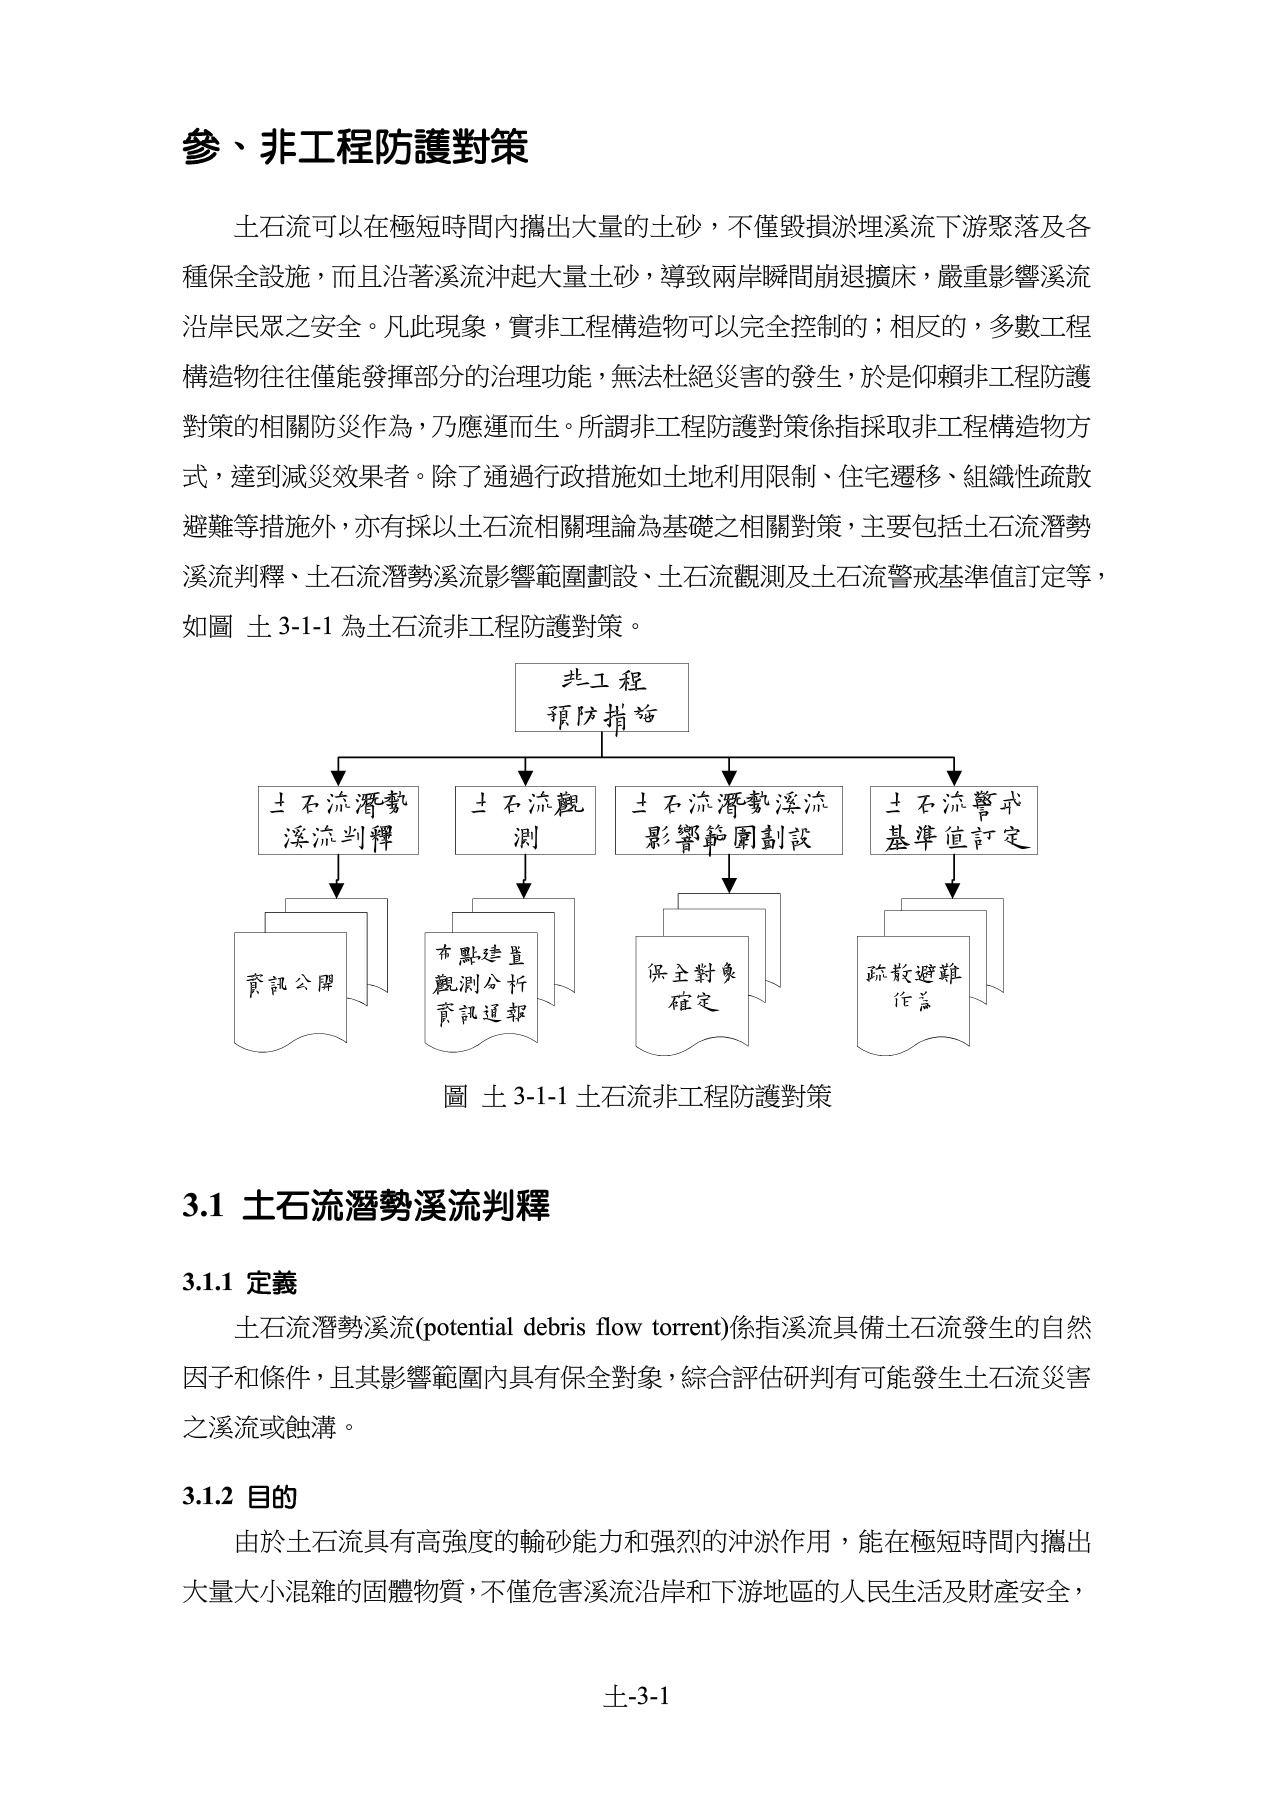 參、非工程防護對策
土石流可以在極短時間內攜出大量的土砂，不僅毀損淤埋溪流下游聚落及各
種保全設施，而且沿著溪流沖起大量土砂，導致兩岸瞬間崩退擴床，嚴重影響溪流
沿岸民眾之安全。凡此現象，實非工程構造物可以完全控制的；相反的，多數工程
構造物往往僅能發揮部分的治理功能，無法杜絕災害的發生，於是仰賴非工程防護
對策的相關防災作為，乃應運而生。所謂非工程防護對策係指採取非工程構造物方
式，達到減災效果者。除了通過行政措施如土地利用限制、住宅遷移、組織性疏散
避難等措施外，亦有採以土石流相關理論為基礎之相關對策，主要包括土石流潛勢
溪流判釋、土石流潛勢溪流影響範圍劃設、土石流觀測及土石流警戒基準值訂定等，
如圖 土 3-1-1 為土石流非工程防護對策。
非工程
預防措施
土石流潛勢
溪流判釋
土石流觀
測
土石流潛勢溪流
影響範圍劃設
土石流警戒
基準值訂定
資訊公開
布點建置
觀測分析
資訊通報
保全對象
確定
疏散避難
作為
圖 土 3-1-1 土石流非工程防護對策
3.1 土石流潛勢溪流判釋
3.1.1 定義
土石流潛勢溪流(potential debris flow torrent)係指溪流具備土石流發生的自然
因子和條件，且其影響範圍內具有保全對象，綜合評估研判有可能發生土石流災害
之溪流或蝕溝。
3.1.2 目的
由於土石流具有高強度的輸砂能力和強烈的沖淤作用，能在極短時間內攜出
大量大小混雜的固體物質，不僅危害溪流沿岸和下游地區的人民生活及財產安全，
土-3-1